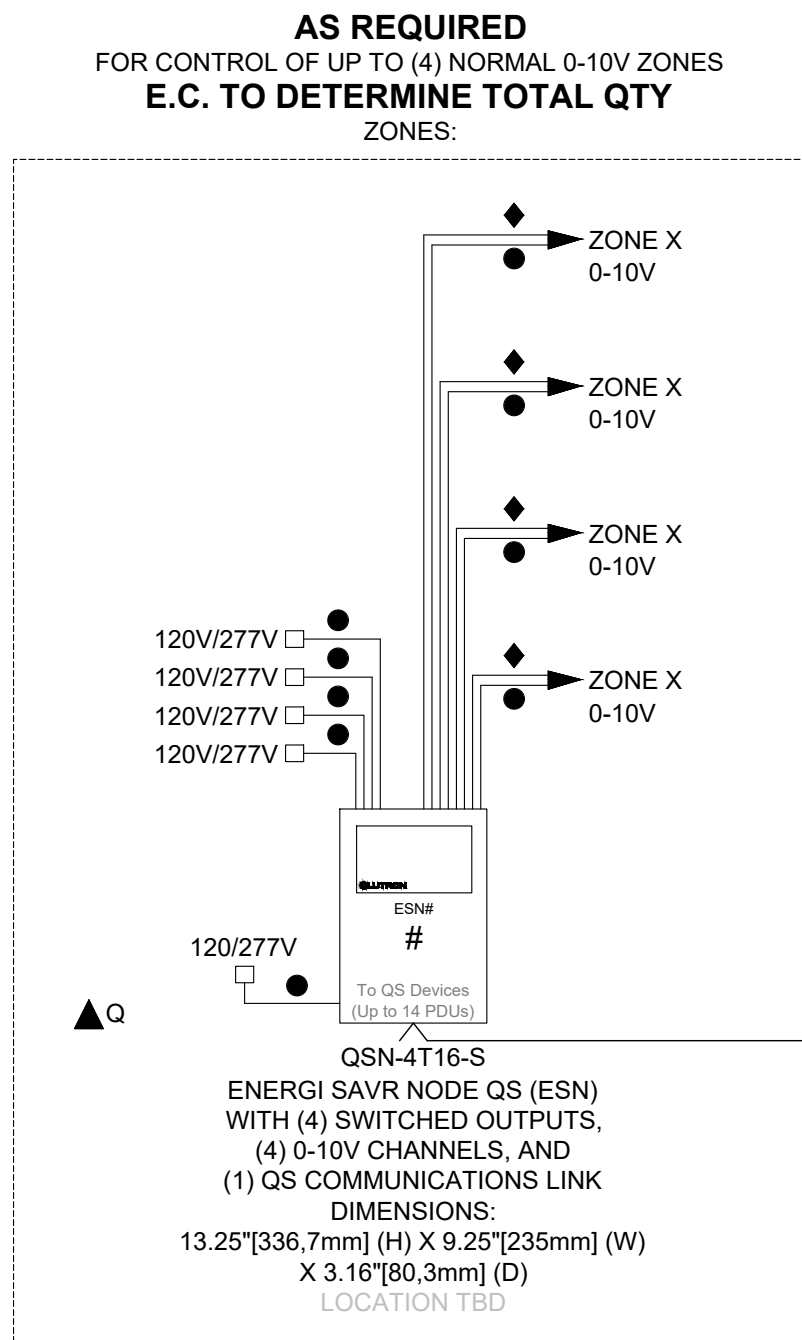 AS REQUIRED
FOR CONTROL OF UP TO (4) NORMAL 0-10V ZONES
E.C. TO DETERMINE TOTAL QTY
ZONES:
ZONE X
0-10V
ZONE X
0-10V
ZONE X
0-10V
ZONE X
0-10V
120V/277V
120V/277V
120V/277V
120V/277V
LUTRON
ESN#
#
120/277V
To QS Devices
(Up to 14 PDUs)
Q
QSN-4T16-S
ENERGI SAVR NODE QS (ESN)
WITH (4) SWITCHED OUTPUTS,
(4) 0-10V CHANNELS, AND
(1) QS COMMUNICATIONS LINK
DIMENSIONS:
13.25"[336,7mm] (H) X 9.25"[235mm] (W)
X 3.16"[80,3mm] (D)
LOCATION TBD